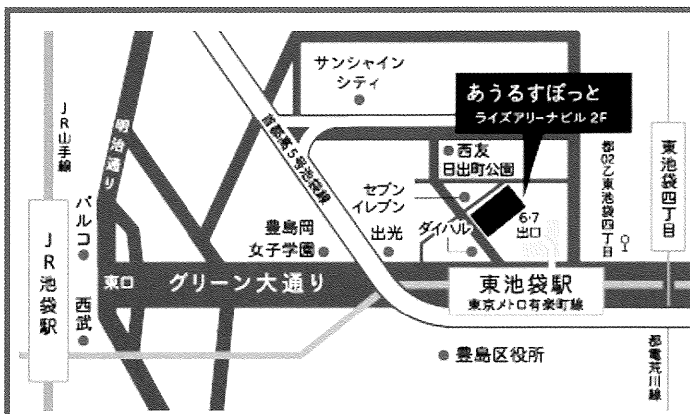 サンシャイン
シティ
あうるすぽっと
ライズアリーナビル 2F
JR山手線
明治通り
首都高5号池袋線
西友
日出町公園
都02乙東池袋四丁目
東池袋四丁目
セブン
イレブン
パルコ
JR池袋駅
豊島岡
女子学園
出光
ダイハツ
6・7
出口
東口
グリーン大通り
東池袋駅
東京メトロ有楽町線
西武
豊島区役所
都電荒川線